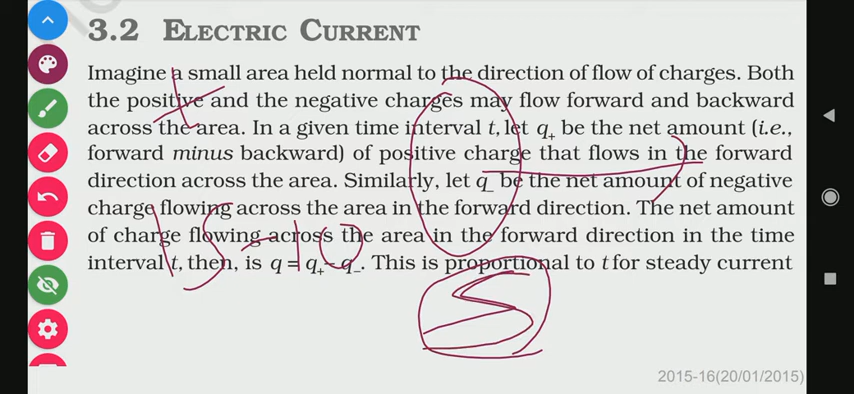 3.2 ELECTRIC CURRENT
Imagine a small area held normal to the direction of flow of charges. Both
the positive and the negative charges may flow forward and backward
across the area. In a given time interval t, let q+ be the net amount (i.e.,
forward minus backward) of positive charge that flows in the forward
direction across the area. Similarly, let q– be the net amount of negative
charge flowing across the area in the forward direction. The net amount
of charge flowing across the area in the forward direction in the time
interval t, then, is q = q+– q–. This is proportional to t for steady current
+
15-10
5
2015-16(20/01/2015)